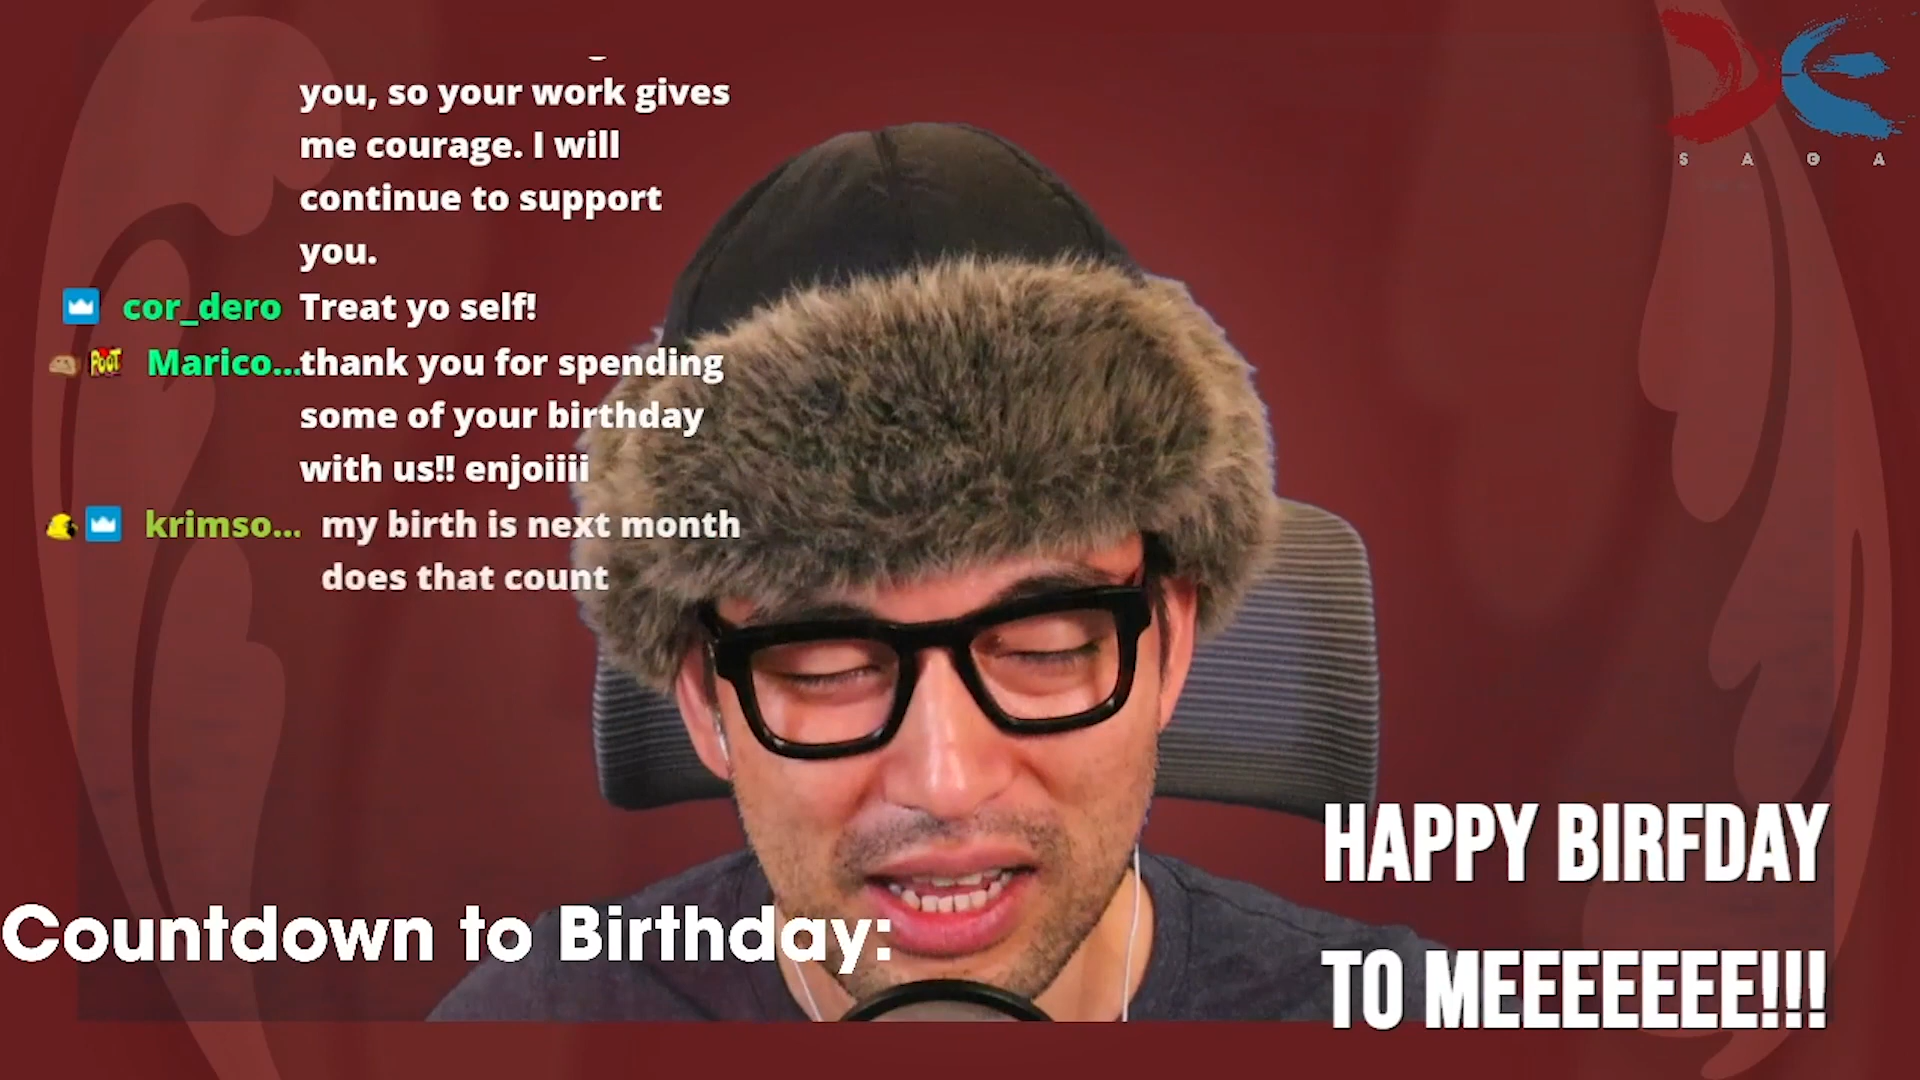 you, so your work gives
me courage. I will
continue to support
you.
cor_dero Treat yo self!
POOT Marico... thank you for spending
some of your birthday
with us!! enjoiiii
krimso... my birth is next month
does that count
SAGA
Countdown to Birthday:
HAPPY BIRFDAY
TO MEEEEEEE!!!